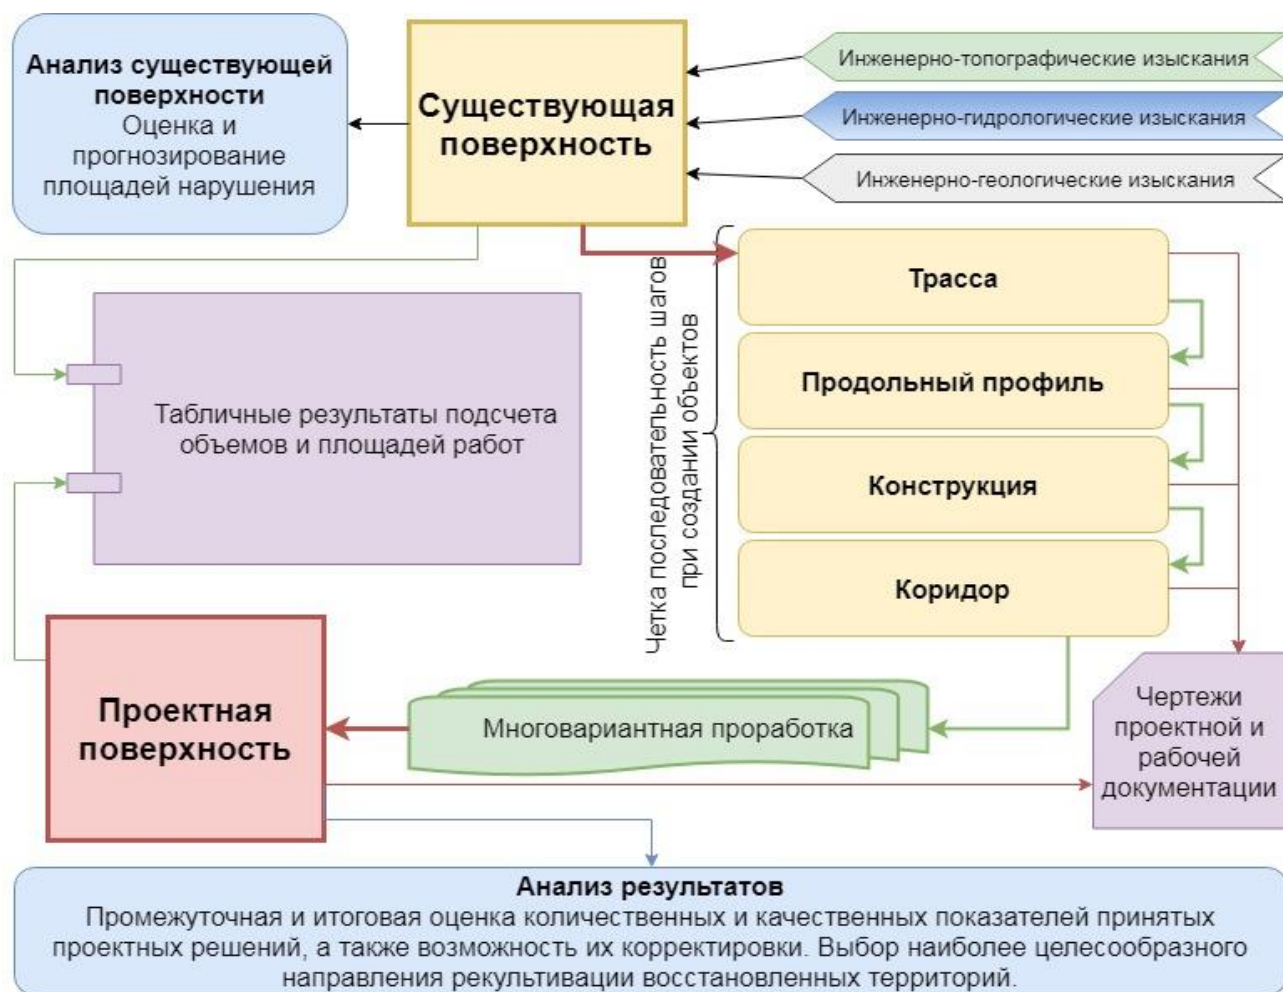 Анализ существующей
поверхности
Оценка и
прогнозирование
площадей нарушения
Существующая
поверхность
Инженерно-топографические изыскания
Инженерно-гидрологические изыскания
Инженерно-геологические изыскания
Четка последовательность шагов
при создании объектов
Трасса
Продольный профиль
Конструкция
Коридор
Табличные результаты подсчета
объемов и площадей работ
Проектная
поверхность
Многовариантная проработка
Чертежи
проектной и
рабочей
документации
Анализ результатов
Промежуточная и итоговая оценка количественных и качественных показателей принятых
проектных решений, а также возможность их корректировки. Выбор наиболее целесообразного
направления рекультивации восстановленных территорий.